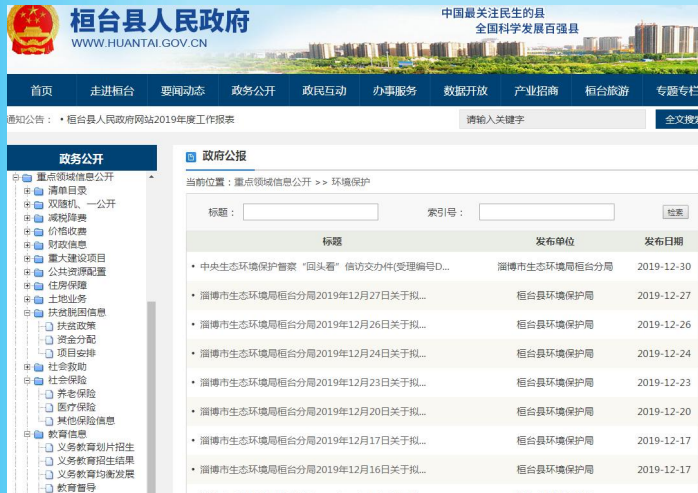 桓台县人民政府
WWW.HUANTAI.GOV.CN
中国最关注民生的县
全国科学发展百强县
首页 走进桓台 要闻动态 政务公开 政民互动 办事服务 数据开放 产业招商 桓台旅游 专题专栏
通知公告： • 桓台县人民政府网站2019年度工作报表 请输入关键字 全文搜索
政务公开
重点领域信息公开
清单目录
双随机、一公开
减税降费
价格收费
财政信息
重大建设项目
公共资源配置
住房保障
土地业务
扶贫脱困信息
扶贫政策
资金分配
项目安排
社会救助
社会保险
养老保险
医疗保险
其他保险信息
教育信息
义务教育划片招生
义务教育招生结果
义务教育均衡发展
教育督导
政府公报
当前位置：重点领域信息公开 >> 环境保护
标题： 索引号： 检索
标题 发布单位 发布日期
• 中央生态环境保护督察“回头看”信访交办件(受理编号D... 淄博市生态环境局桓台分局 2019-12-30
• 淄博市生态环境局桓台分局2019年12月27日关于拟... 桓台县环境保护局 2019-12-27
• 淄博市生态环境局桓台分局2019年12月26日关于拟... 桓台县环境保护局 2019-12-26
• 淄博市生态环境局桓台分局2019年12月24日关于拟... 桓台县环境保护局 2019-12-24
• 淄博市生态环境局桓台分局2019年12月23日关于拟... 桓台县环境保护局 2019-12-23
• 淄博市生态环境局桓台分局2019年12月20日关于拟... 桓台县环境保护局 2019-12-20
• 淄博市生态环境局桓台分局2019年12月17日关于拟... 桓台县环境保护局 2019-12-17
• 淄博市生态环境局桓台分局2019年12月16日关于拟... 桓台县环境保护局 2019-12-17